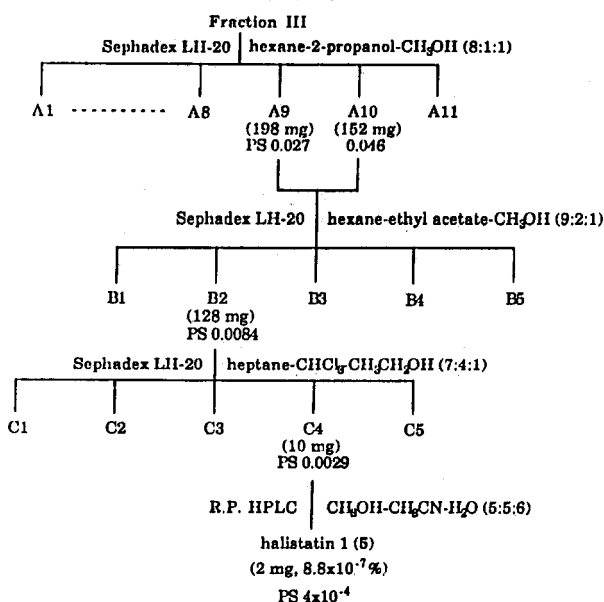 Fraction III
Sephadex LH-20 hexane-2-propanol-CH₃OH (8:1:1)
A1 - - - - - - - - - - A8 A9 A10 A11
(198 mg) (152 mg)
PS 0.027 0.046
Sephadex LH-20 hexane-ethyl acetate-CH₃OH (9:2:1)
B1 B2 B3 B4 B5
(128 mg)
PS 0.0084
Sephadex LH-20 heptane-CHCl₃-CH₃CH₂OH (7:4:1)
C1 C2 C3 C4 C5
(10 mg)
PS 0.0029
R.P. HPLC CH₃OH-CH₃CN-H₂O (5:5:6)
halistatin 1 (5)
(2 mg, 8.8x10⁻⁷%)
PS 4x10⁻⁴